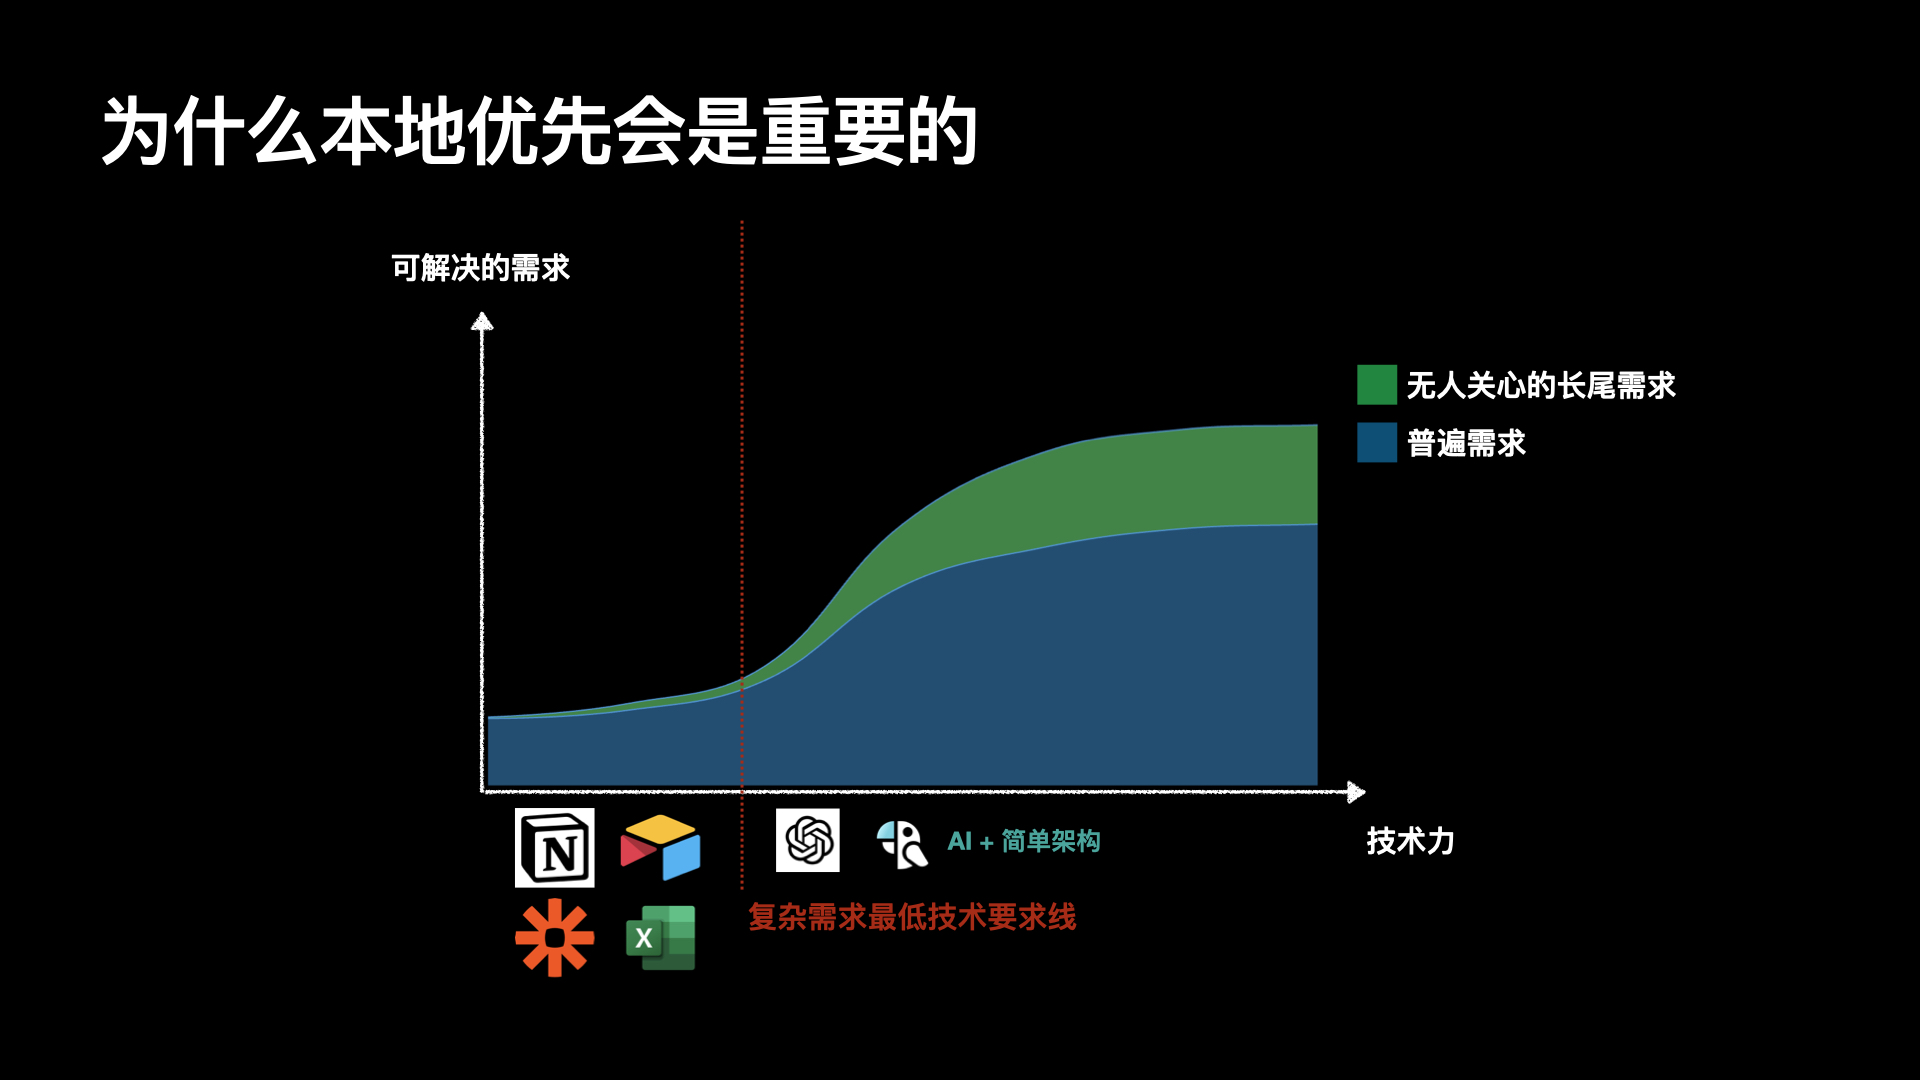 为什么本地优先会是重要的
可解决的需求
无人关心的长尾需求
普遍需求
N
AI + 简单架构
技术力
复杂需求最低技术要求线
X